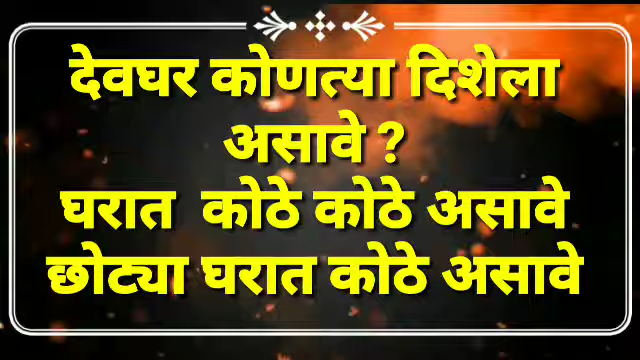 देवघर कोणत्या दिशेला
असावे ?
घरात कोठे कोठे असावे
छोट्या घरात कोठे असावे